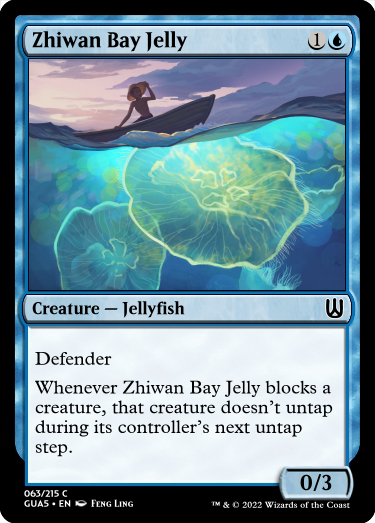 Zhiwan Bay Jelly 1
Creature — Jellyfish
Defender
Whenever Zhiwan Bay Jelly blocks a
creature, that creature doesn't untap
during its controller's next untap
step.
0/3
063/215 C
GUA5 • EN Feng Ling
™ & © 2022 Wizards of the Coast